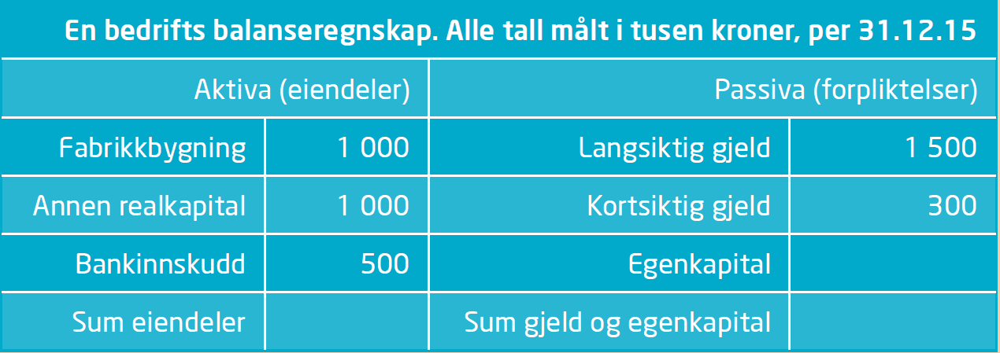 En bedrifts balanseregnskap. Alle tall målt i tusen kroner, per 31.12.15
Aktiva (eiendeler) Passiva (forpliktelser)
Fabrikkbygning 1 000 Langsiktig gjeld 1 500
Annen realkapital 1 000 Kortsiktig gjeld 300
Bankinnskudd 500 Egenkapital
Sum eiendeler Sum gjeld og egenkapital